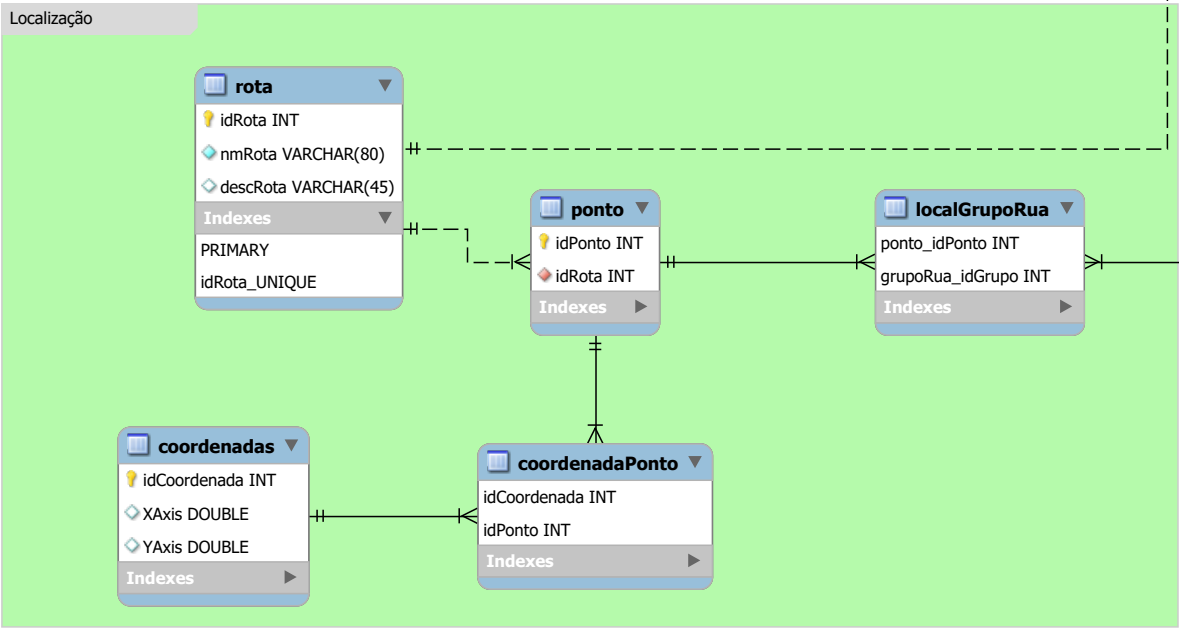 Localização
rota
idRota INT
nmRota VARCHAR(80)
descRota VARCHAR(45)
Indexes
PRIMARY
idRota_UNIQUE
ponto
idPonto INT
idRota INT
Indexes
localGrupoRua
ponto_idPonto INT
grupoRua_idGrupo INT
Indexes
coordenadas
idCoordenada INT
XAxis DOUBLE
YAxis DOUBLE
Indexes
coordenadaPonto
idCoordenada INT
idPonto INT
Indexes